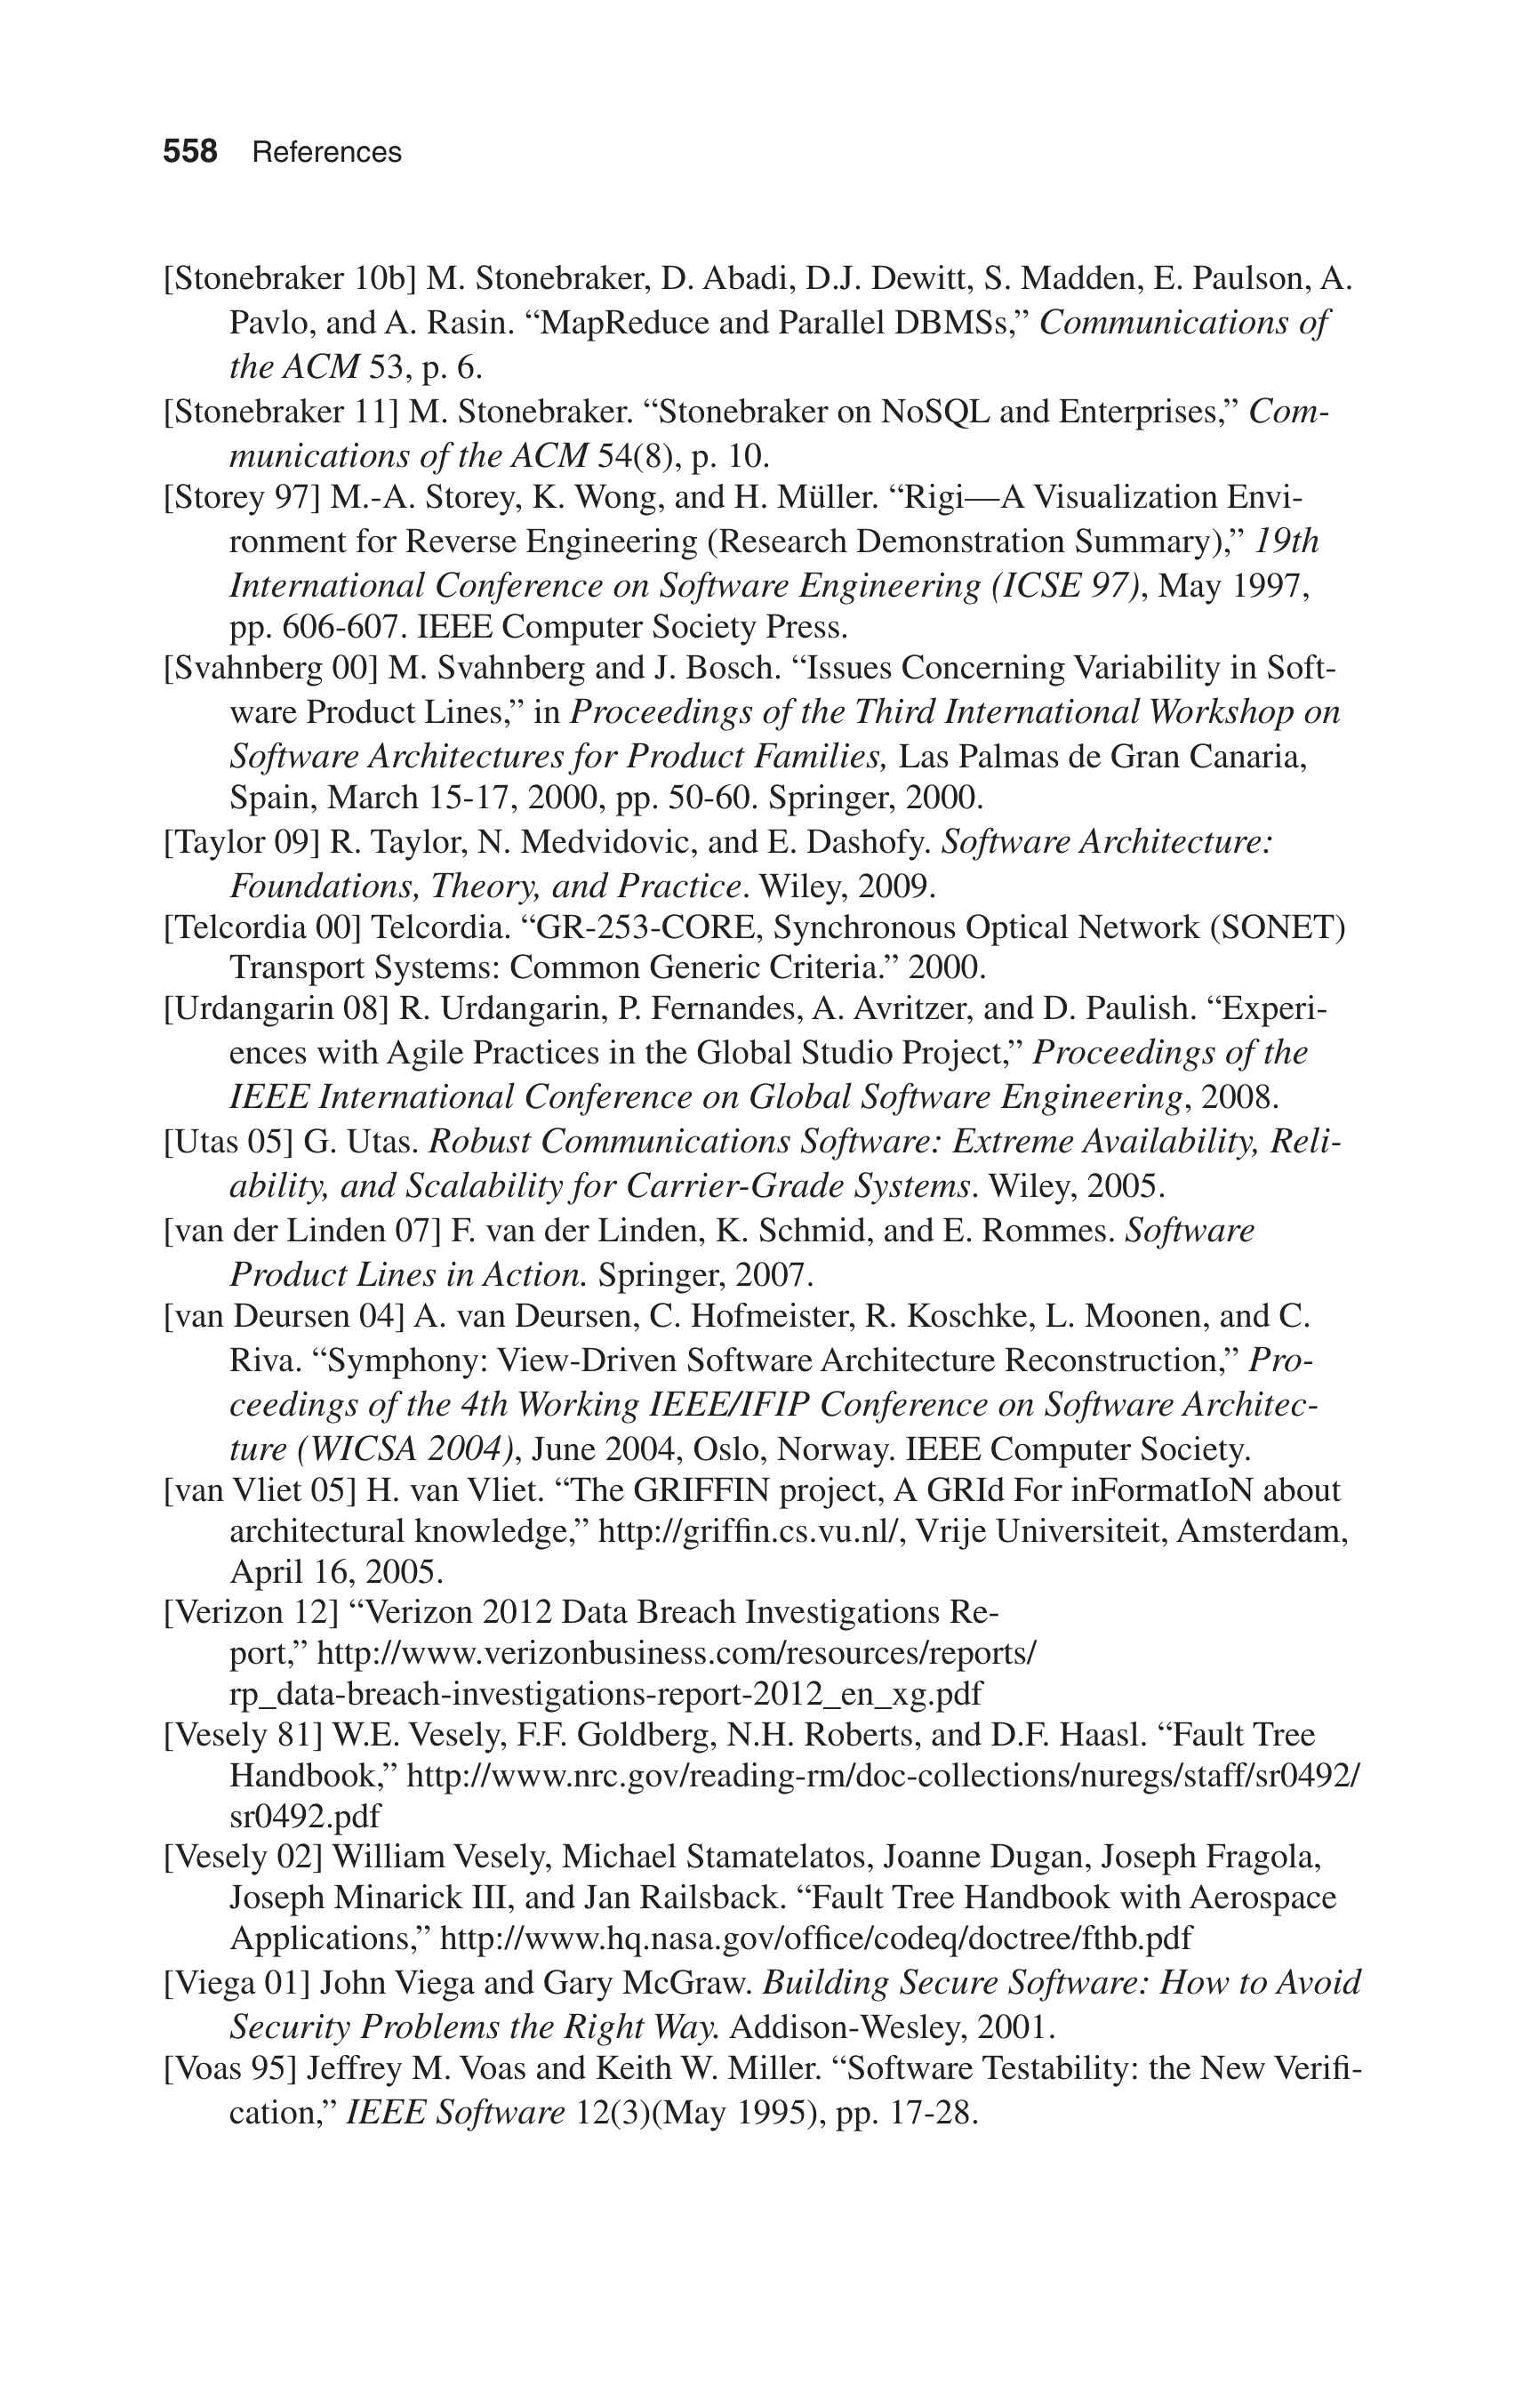 558 References
[Stonebraker 10b] M. Stonebraker, D. Abadi, D.J. Dewitt, S. Madden, E. Paulson, A.
Pavlo, and A. Rasin. “MapReduce and Parallel DBMSs,” Communications of
the ACM 53, p. 6.
[Stonebraker 11] M. Stonebraker. “Stonebraker on NoSQL and Enterprises,” Com-
munications of the ACM 54(8), p. 10.
[Storey 97] M.-A. Storey, K. Wong, and H. Müller. “Rigi—A Visualization Envi-
ronment for Reverse Engineering (Research Demonstration Summary),” 19th
International Conference on Software Engineering (ICSE 97), May 1997,
pp. 606-607. IEEE Computer Society Press.
[Svahnberg 00] M. Svahnberg and J. Bosch. “Issues Concerning Variability in Soft-
ware Product Lines,” in Proceedings of the Third International Workshop on
Software Architectures for Product Families, Las Palmas de Gran Canaria,
Spain, March 15-17, 2000, pp. 50-60. Springer, 2000.
[Taylor 09] R. Taylor, N. Medvidovic, and E. Dashofy. Software Architecture:
Foundations, Theory, and Practice. Wiley, 2009.
[Telcordia 00] Telcordia. “GR-253-CORE, Synchronous Optical Network (SONET)
Transport Systems: Common Generic Criteria.” 2000.
[Urdangarin 08] R. Urdangarin, P. Fernandes, A. Avritzer, and D. Paulish. “Experi-
ences with Agile Practices in the Global Studio Project,” Proceedings of the
IEEE International Conference on Global Software Engineering, 2008.
[Utas 05] G. Utas. Robust Communications Software: Extreme Availability, Reli-
ability, and Scalability for Carrier-Grade Systems. Wiley, 2005.
[van der Linden 07] F. van der Linden, K. Schmid, and E. Rommes. Software
Product Lines in Action. Springer, 2007.
[van Deursen 04] A. van Deursen, C. Hofmeister, R. Koschke, L. Moonen, and C.
Riva. “Symphony: View-Driven Software Architecture Reconstruction,” Pro-
ceedings of the 4th Working IEEE/IFIP Conference on Software Architec-
ture (WICSA 2004), June 2004, Oslo, Norway. IEEE Computer Society.
[van Vliet 05] H. van Vliet. “The GRIFFIN project, A GRId For inFormatIoN about
architectural knowledge,” http://griffin.cs.vu.nl/, Vrije Universiteit, Amsterdam,
April 16, 2005.
[Verizon 12] “Verizon 2012 Data Breach Investigations Re-
port,” http://www.verizonbusiness.com/resources/reports/
rp_data-breach-investigations-report-2012_en_xg.pdf
[Vesely 81] W.E. Vesely, F.F. Goldberg, N.H. Roberts, and D.F. Haasl. “Fault Tree
Handbook,” http://www.nrc.gov/reading-rm/doc-collections/nuregs/staff/sr0492/
sr0492.pdf
[Vesely 02] William Vesely, Michael Stamatelatos, Joanne Dugan, Joseph Fragola,
Joseph Minarick III, and Jan Railsback. “Fault Tree Handbook with Aerospace
Applications,” http://www.hq.nasa.gov/office/codeq/doctree/fthb.pdf
[Viega 01] John Viega and Gary McGraw. Building Secure Software: How to Avoid
Security Problems the Right Way. Addison-Wesley, 2001.
[Voas 95] Jeffrey M. Voas and Keith W. Miller. “Software Testability: the New Verifi-
cation,” IEEE Software 12(3)(May 1995), pp. 17-28.